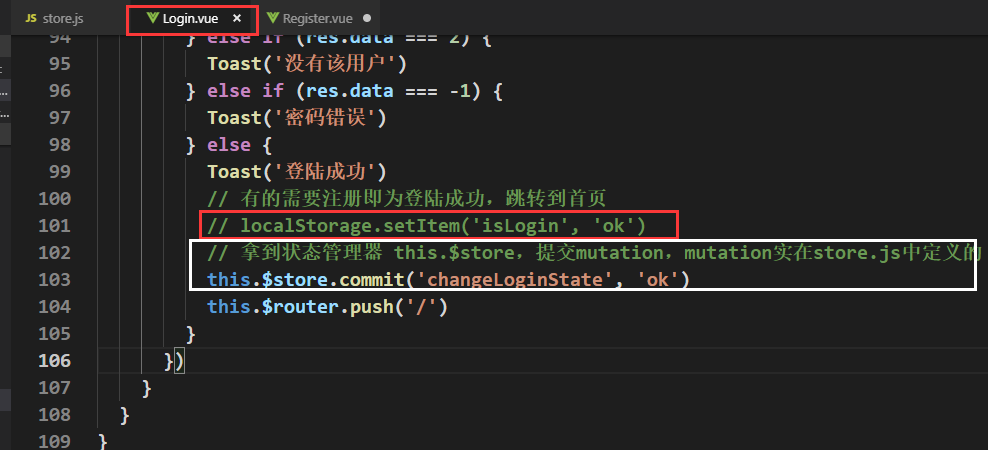 JS store.js Login.vue × Register.vue ●
94 } else if (res.data === 2) {
95 Toast('没有该用户')
96 } else if (res.data === -1) {
97 Toast('密码错误')
98 } else {
99 Toast('登陆成功')
100 // 有的需要注册即为登陆成功，跳转到首页
101 // localStorage.setItem('isLogin', 'ok')
102 // 拿到状态管理器 this.$store，提交mutation，mutation实在store.js中定义的
103 this.$store.commit('changeLoginState', 'ok')
104 this.$router.push('/')
105 }
106 })
107 }
108 }
109 }